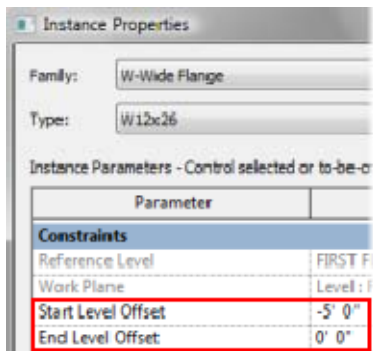 Instance Properties
Family: W-Wide Flange
Type: W12x26
Instance Parameters - Control selected or to-be-c
Parameter
Constraints
Reference Level FIRST F
Work Plane Level :
Start Level Offset -5' 0"
End Level Offset 0' 0"